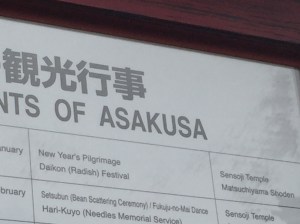 観光行事
NTS OF ASAKUSA
anuary
New Year's Pilgrimage
Daikon (Radish) Festival
Sensoji Temple
Matsuchiyama Shoden
ebruary
Setsubun (Bean Scattering Ceremony) / Fukuju-no-Mai Dance
Hari-Kuyo (Needles Memorial Service)
Sensoji Temple